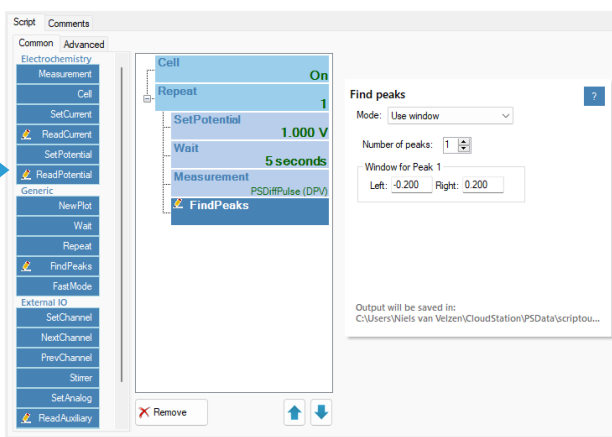 Script Comments
Common Advanced
Electrochemistry
Measurement
Cell
SetCurrent
ReadCurrent
SetPotential
ReadPotential
Generic
NewPlot
Wait
Repeat
FindPeaks
FastMode
External IO
SetChannel
NextChannel
PrevChannel
Stirrer
SetAnalog
ReadAuxiliary
Cell
On
Repeat
1
SetPotential
1.000 V
Wait
5 seconds
Measurement
PSDiffPulse (DPV)
FindPeaks
Remove
Find peaks
?
Mode: Use window
Number of peaks: 1
Window for Peak 1
Left: -0.200 Right: 0.200
Output will be saved in:
C:\Users\Niels van Velzen\CloudStation\PSData\scriptou...